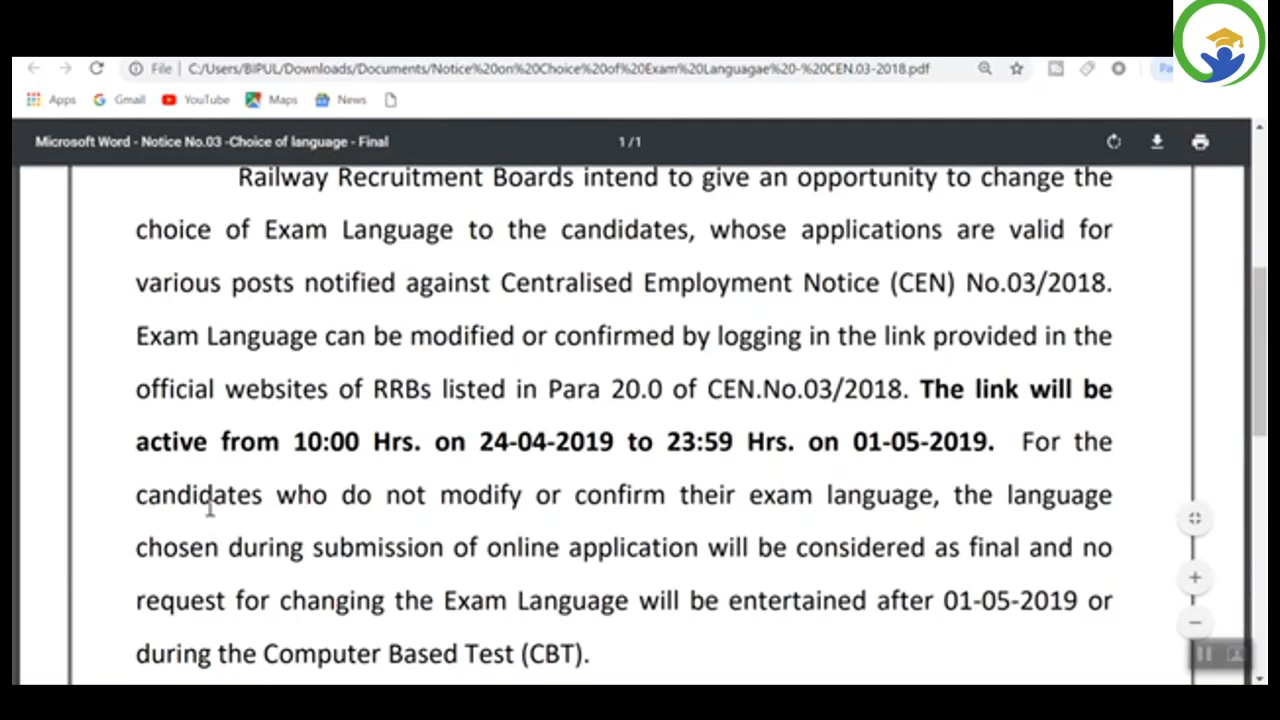 File | C:/Users/BIPUL/Downloads/Documents/Notice%20on%20Choice%20of%20Exam%20Languagae%20-%20CEN.03-2018.pdf
Apps Gmail YouTube Maps News
Microsoft Word - Notice No.03 -Choice of language - Final 1 / 1
Railway Recruitment Boards intend to give an opportunity to change the
choice of Exam Language to the candidates, whose applications are valid for
various posts notified against Centralised Employment Notice (CEN) No.03/2018.
Exam Language can be modified or confirmed by logging in the link provided in the
official websites of RRBs listed in Para 20.0 of CEN.No.03/2018. The link will be
active from 10:00 Hrs. on 24-04-2019 to 23:59 Hrs. on 01-05-2019. For the
candidates who do not modify or confirm their exam language, the language
chosen during submission of online application will be considered as final and no
request for changing the Exam Language will be entertained after 01-05-2019 or
during the Computer Based Test (CBT).